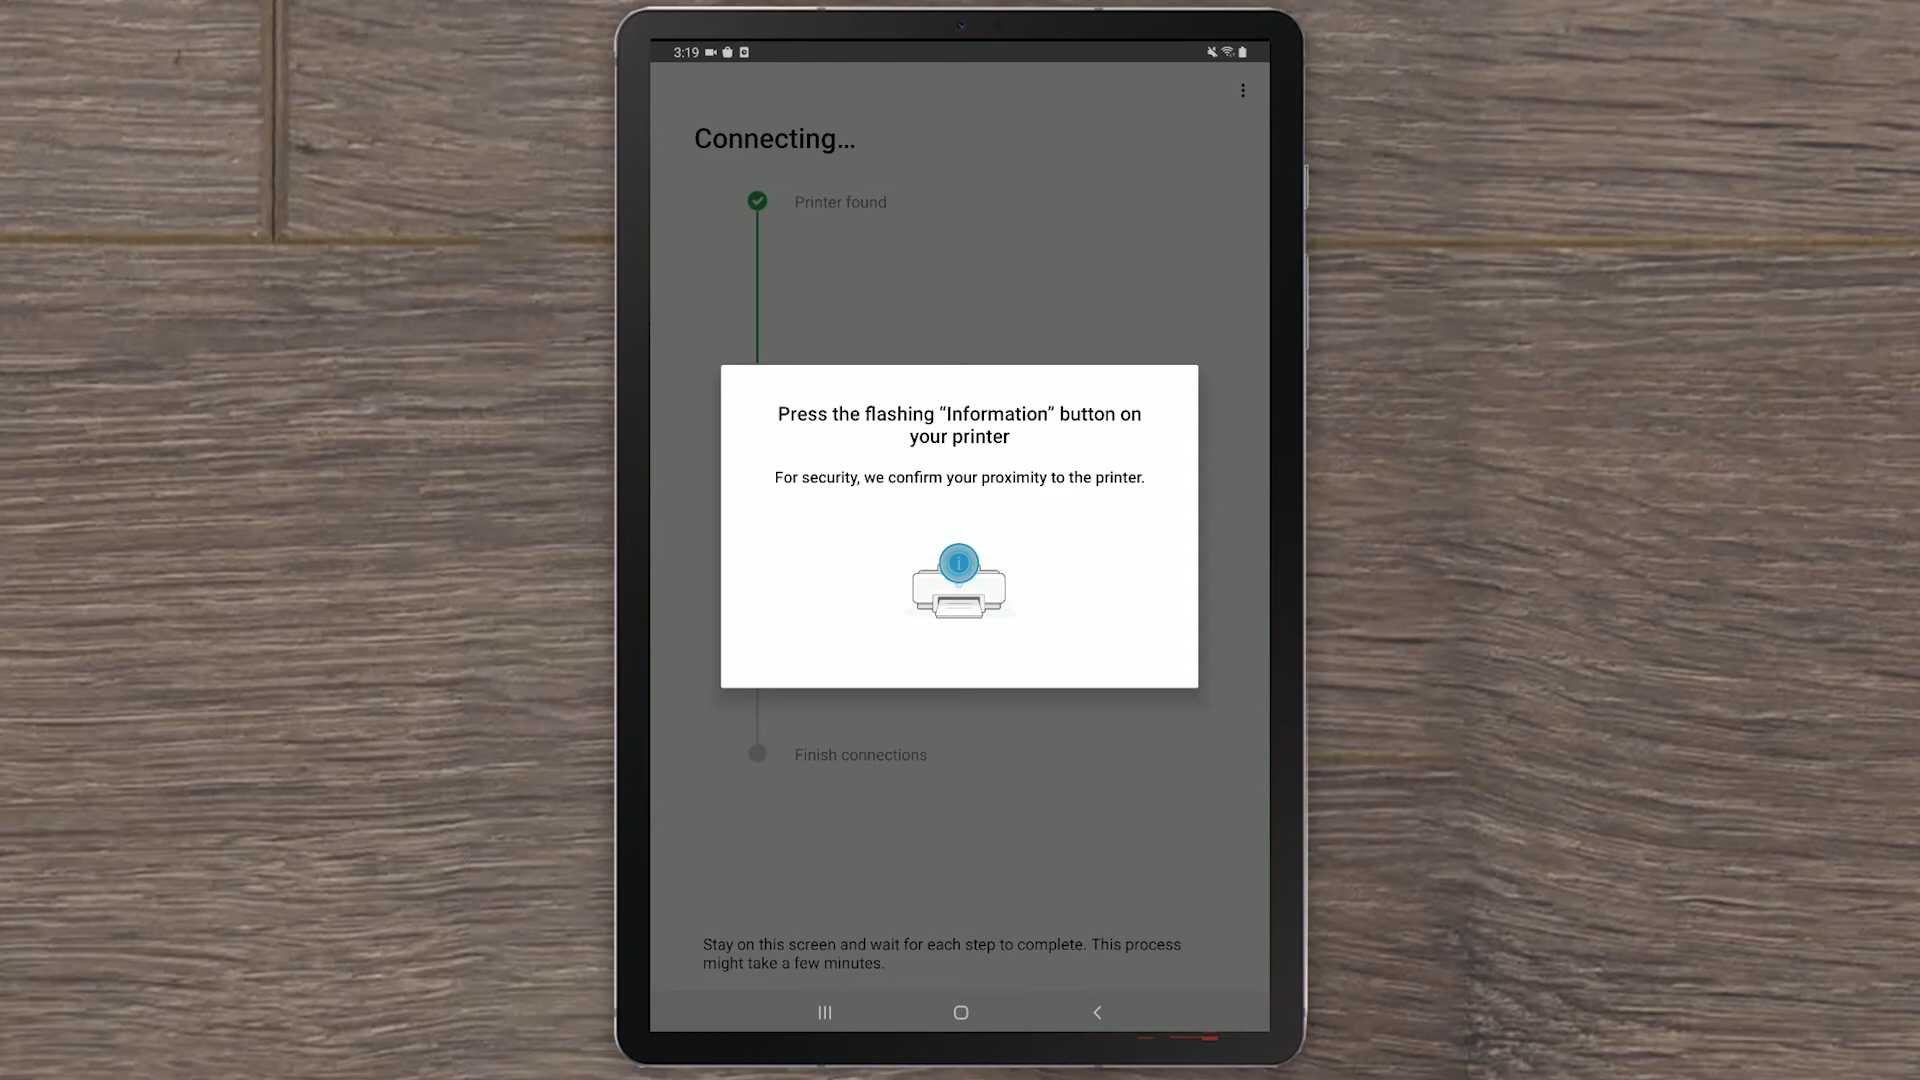 3:19
Connecting...
Printer found
Press the flashing “Information” button on
your printer
For security, we confirm your proximity to the printer.
i
Finish connections
Stay on this screen and wait for each step to complete. This process
might take a few minutes.